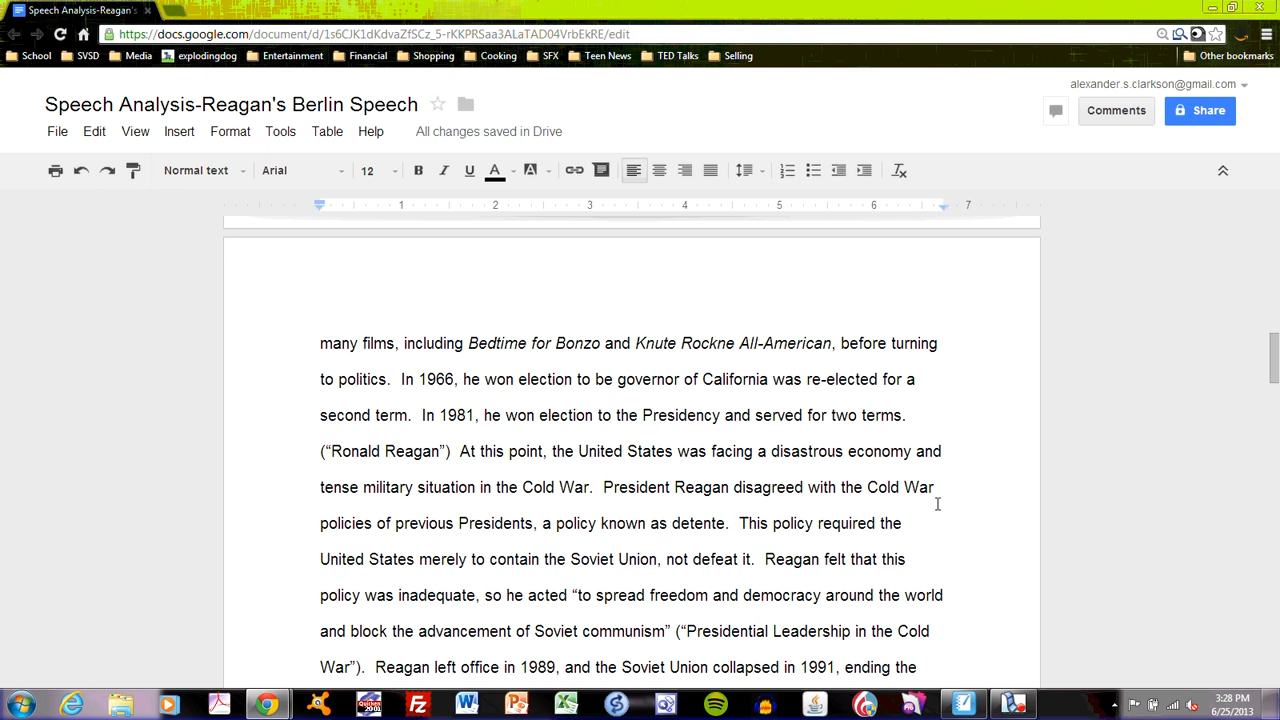 Speech Analysis-Reagan's
https://docs.google.com/document/d/1s6CJK1dKdvaZfSCz_5-rKKPRSaa3ALaTAD04VrbEkRE/edit
School SVSD Media explodingdog Entertainment Financial Shopping Cooking SFX Teen News TED Talks Selling Other bookmarks
alexander.s.clarkson@gmail.com
Speech Analysis-Reagan's Berlin Speech
Comments Share
File Edit View Insert Format Tools Table Help All changes saved in Drive
Normal text Arial 12 B I U A A
1 2 3 4 5 6 7
many films, including Bedtime for Bonzo and Knute Rockne All-American, before turning
to politics. In 1966, he won election to be governor of California was re-elected for a
second term. In 1981, he won election to the Presidency and served for two terms.
(“Ronald Reagan”) At this point, the United States was facing a disastrous economy and
tense military situation in the Cold War. President Reagan disagreed with the Cold War
policies of previous Presidents, a policy known as detente. This policy required the
United States merely to contain the Soviet Union, not defeat it. Reagan felt that this
policy was inadequate, so he acted “to spread freedom and democracy around the world
and block the advancement of Soviet communism” (“Presidential Leadership in the Cold
War”). Reagan left office in 1989, and the Soviet Union collapsed in 1991, ending the
3:28 PM
6/25/2013